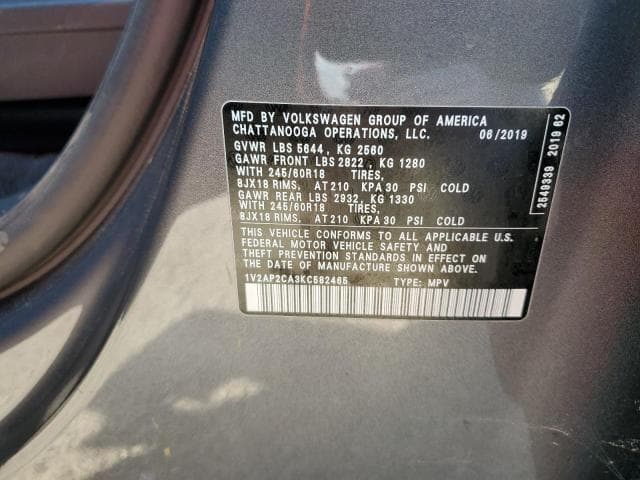 MFD BY VOLKSWAGEN GROUP OF AMERICA
CHATTANOOGA OPERATIONS, LLC. 06/2019
GVWR LBS 5644, KG 2560
GAWR FRONT LBS 2822, KG 1280
WITH 245/60R18 TIRES,
8JX18 RIMS, AT 210 KPA 30 PSI COLD
GAWR REAR LBS 2932, KG 1330
WITH 245/60R18 TIRES,
8JX18 RIMS, AT 210 KPA 30 PSI COLD
THIS VEHICLE CONFORMS TO ALL APPLICABLE U.S.
FEDERAL MOTOR VEHICLE SAFETY AND
THEFT PREVENTION STANDARDS IN EFFECT ON
THE DATE OF MANUFACTURE SHOWN ABOVE.
1V2AP2CA3KC582465 TYPE: MPV
2549339 2019 62